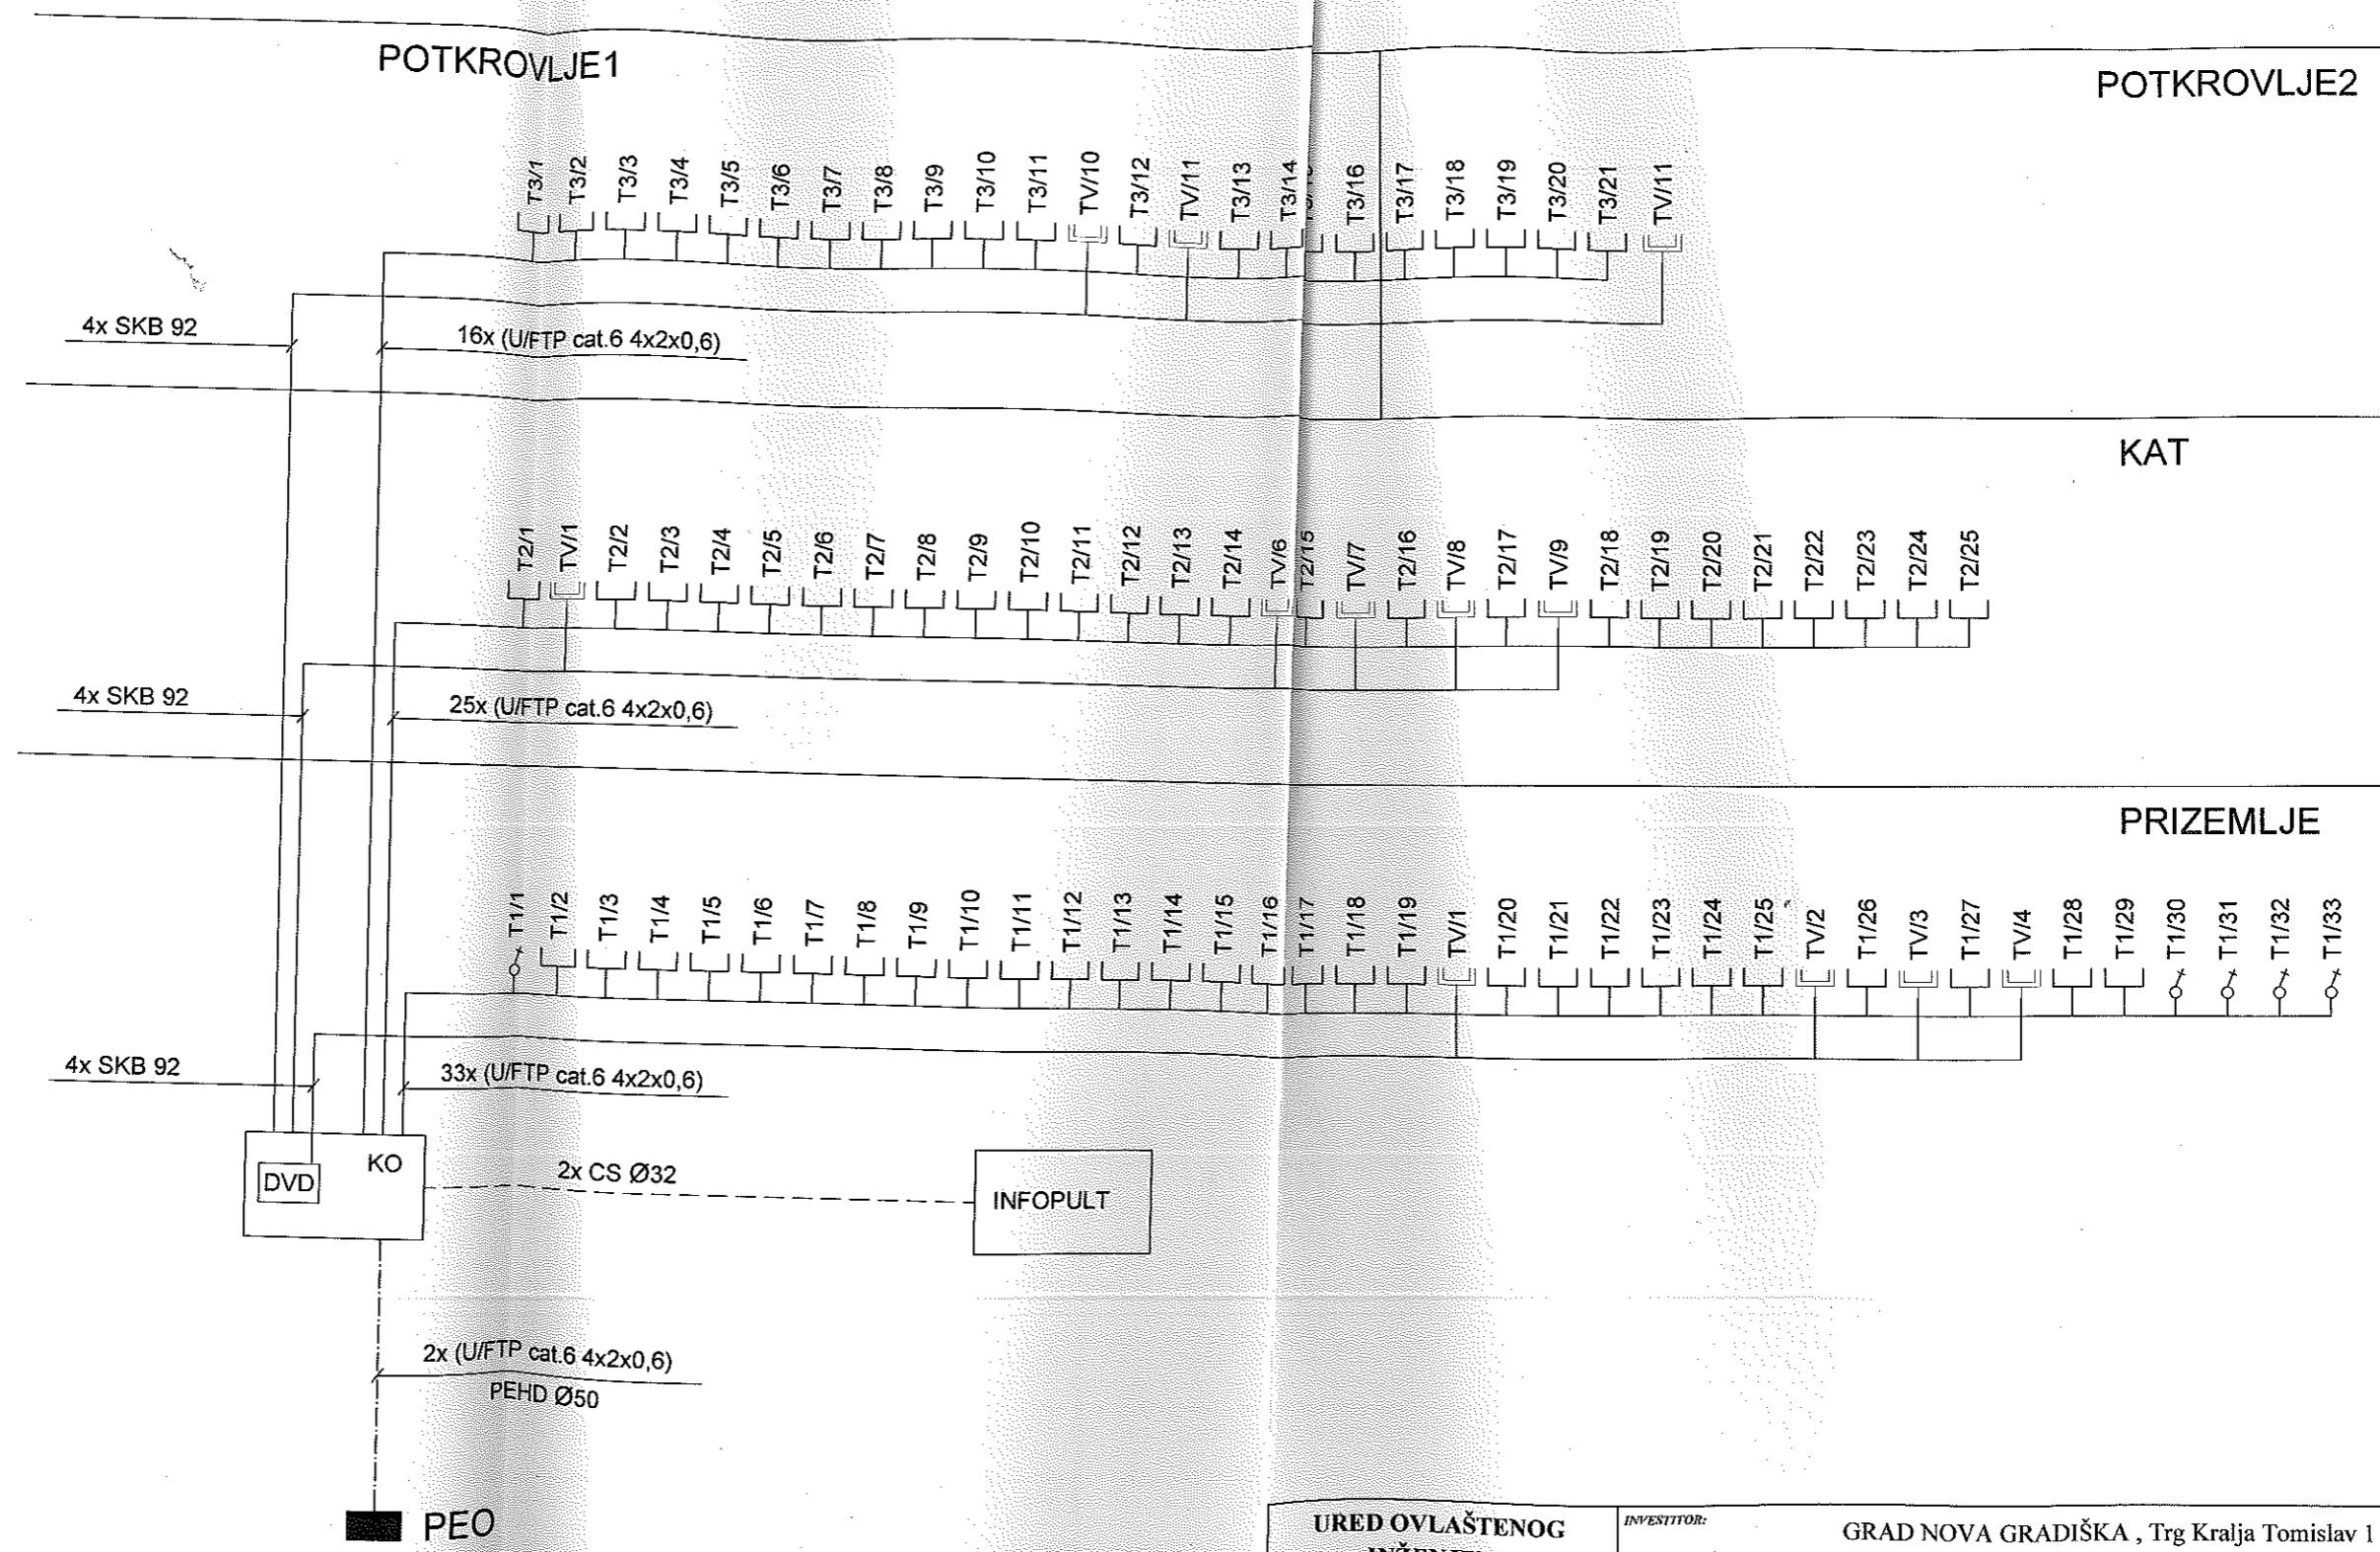 POTKROVLJE1
POTKROVLJE2
T3/1
T3/2
T3/3
T3/4
T3/5
T3/6
T3/7
T3/8
T3/9
T3/10
T3/11
TV/10
T3/12
TV/11
T3/13
T3/14
T3/16
T3/17
T3/18
T3/19
T3/20
T3/21
TV/11
4x SKB 92
16x (U/FTP cat.6 4x2x0,6)
KAT
T2/1
TV/1
T2/2
T2/3
T2/4
T2/5
T2/6
T2/7
T2/8
T2/9
T2/10
T2/11
T2/12
T2/13
T2/14
TV/6
T2/15
TV/7
T2/16
TV/8
T2/17
TV/9
T2/18
T2/19
T2/20
T2/21
T2/22
T2/23
T2/24
T2/25
4x SKB 92
25x (U/FTP cat.6 4x2x0,6)
PRIZEMLJE
T1/1
T1/2
T1/3
T1/4
T1/5
T1/6
T1/7
T1/8
T1/9
T1/10
T1/11
T1/12
T1/13
T1/14
T1/15
T1/16
T1/17
T1/18
T1/19
TV/1
T1/20
T1/21
T1/22
T1/23
T1/24
T1/25
TV/2
T1/26
TV/3
T1/27
TV/4
T1/28
T1/29
T1/30
T1/31
T1/32
T1/33
4x SKB 92
33x (U/FTP cat.6 4x2x0,6)
KO
DVD
2x CS Ø32
INFOPULT
2x (U/FTP cat.6 4x2x0,6)
PEHD Ø50
PEO
URED OVLAŠTENOG
INVESTITOR:
GRAD NOVA GRADIŠKA , Trg Kralja Tomislav 1